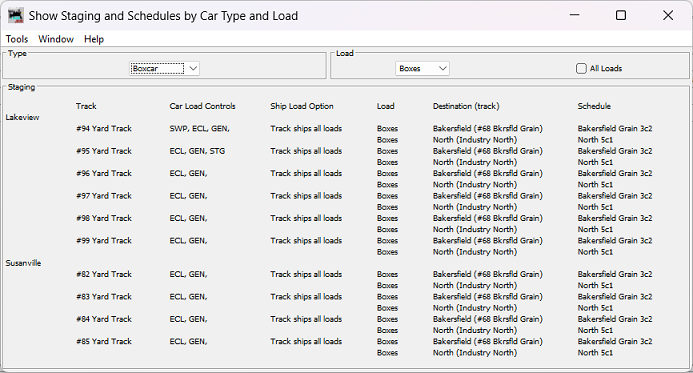 Show Staging and Schedules by Car Type and Load
Tools Window Help
Type Load
Boxcar Boxes All Loads
Staging
Track Car Load Controls Ship Load Option Load Destination (track) Schedule
Lakeview
#94 Yard Track SWP, ECL, GEN, Track ships all loads Boxes Bakersfield (#68 Bkrsfld Grain) Bakersfield Grain 3c2
Boxes North (Industry North) North 5c1
#95 Yard Track ECL, GEN, STG Track ships all loads Boxes Bakersfield (#68 Bkrsfld Grain) Bakersfield Grain 3c2
Boxes North (Industry North) North 5c1
#96 Yard Track ECL, GEN, Track ships all loads Boxes Bakersfield (#68 Bkrsfld Grain) Bakersfield Grain 3c2
Boxes North (Industry North) North 5c1
#97 Yard Track ECL, GEN, Track ships all loads Boxes Bakersfield (#68 Bkrsfld Grain) Bakersfield Grain 3c2
Boxes North (Industry North) North 5c1
#98 Yard Track ECL, GEN, Track ships all loads Boxes Bakersfield (#68 Bkrsfld Grain) Bakersfield Grain 3c2
Boxes North (Industry North) North 5c1
#99 Yard Track ECL, GEN, Track ships all loads Boxes Bakersfield (#68 Bkrsfld Grain) Bakersfield Grain 3c2
Boxes North (Industry North) North 5c1
Susanville
#82 Yard Track ECL, GEN, Track ships all loads Boxes Bakersfield (#68 Bkrsfld Grain) Bakersfield Grain 3c2
Boxes North (Industry North) North 5c1
#83 Yard Track ECL, GEN, Track ships all loads Boxes Bakersfield (#68 Bkrsfld Grain) Bakersfield Grain 3c2
Boxes North (Industry North) North 5c1
#84 Yard Track ECL, GEN, Track ships all loads Boxes Bakersfield (#68 Bkrsfld Grain) Bakersfield Grain 3c2
Boxes North (Industry North) North 5c1
#85 Yard Track ECL, GEN, Track ships all loads Boxes Bakersfield (#68 Bkrsfld Grain) Bakersfield Grain 3c2
Boxes North (Industry North) North 5c1